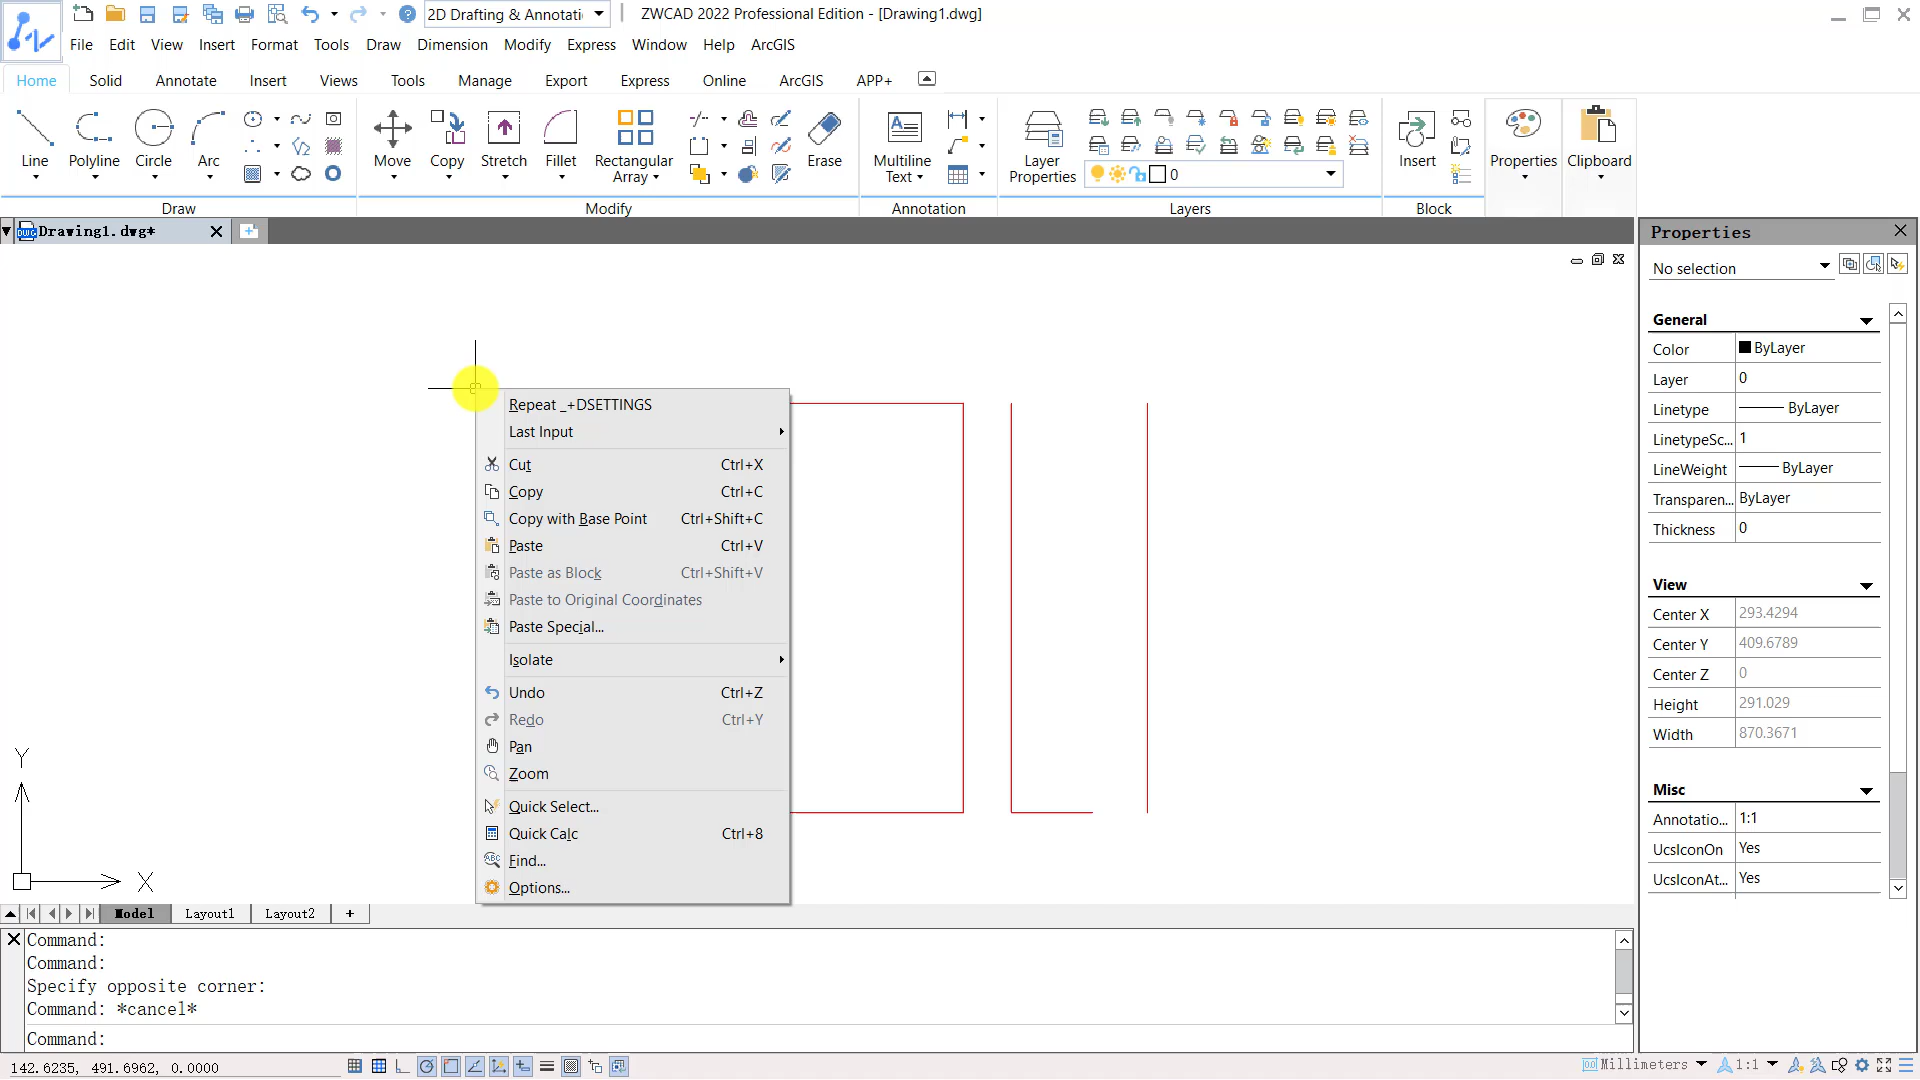 2D Drafting & Annotati
ZWCAD 2022 Professional Edition - [Drawing1.dwg]
File Edit View Insert Format Tools Draw Dimension Modify Express Window Help ArcGIS
Home Solid Annotate Insert Views Tools Manage Export Express Online ArcGIS APP+
Line Polyline Circle Arc Move Copy Stretch Fillet Rectangular Array Erase Multiline Text Layer Properties 0 Insert Properties Clipboard
Draw Modify Annotation Layers Block
Drawing1.dwg*
Properties
No selection
General
Color ByLayer
Layer 0
Linetype ByLayer
LinetypeSc... 1
LineWeight ByLayer
Transparen... ByLayer
Thickness 0
View
Center X 293.4294
Center Y 409.6789
Center Z 0
Height 291.029
Width 870.3671
Misc
Annotatio... 1:1
UcsIconOn Yes
UcsIconAt... Yes
Repeat _+DSETTINGS
Last Input
Cut Ctrl+X
Copy Ctrl+C
Copy with Base Point Ctrl+Shift+C
Paste Ctrl+V
Paste as Block Ctrl+Shift+V
Paste to Original Coordinates
Paste Special...
Isolate
Undo Ctrl+Z
Redo Ctrl+Y
Pan
Zoom
Quick Select...
Quick Calc Ctrl+8
Find...
Options...
Y
X
Model Layout1 Layout2 +
Command:
Command:
Specify opposite corner:
Command: *cancel*
Command:
142.6235, 491.6962, 0.0000
Millimeters 1:1